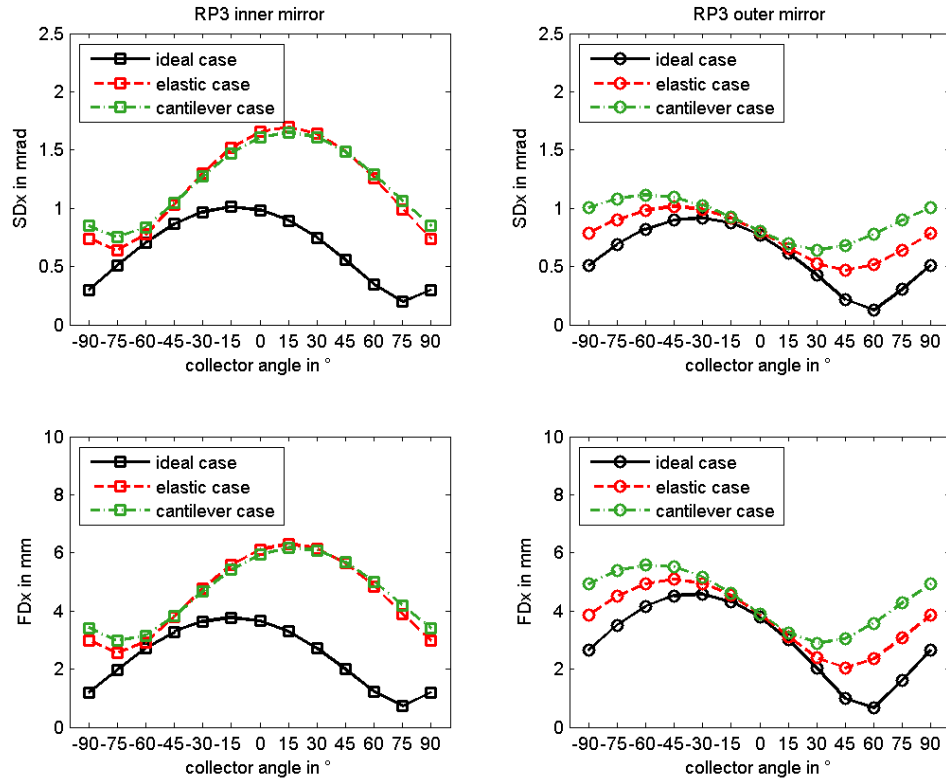 RP3 inner mirror
2.5
2
1.5
1
0.5
0
SDx in mrad
ideal case
elastic case
cantilever case
-90 -75 -60 -45 -30 -15 0 15 30 45 60 75 90
collector angle in °
RP3 outer mirror
2.5
2
1.5
1
0.5
0
SDx in mrad
ideal case
elastic case
cantilever case
-90 -75 -60 -45 -30 -15 0 15 30 45 60 75 90
collector angle in °
10
8
6
4
2
0
FDx in mm
ideal case
elastic case
cantilever case
-90 -75 -60 -45 -30 -15 0 15 30 45 60 75 90
collector angle in °
10
8
6
4
2
0
FDx in mm
ideal case
elastic case
cantilever case
-90 -75 -60 -45 -30 -15 0 15 30 45 60 75 90
collector angle in °